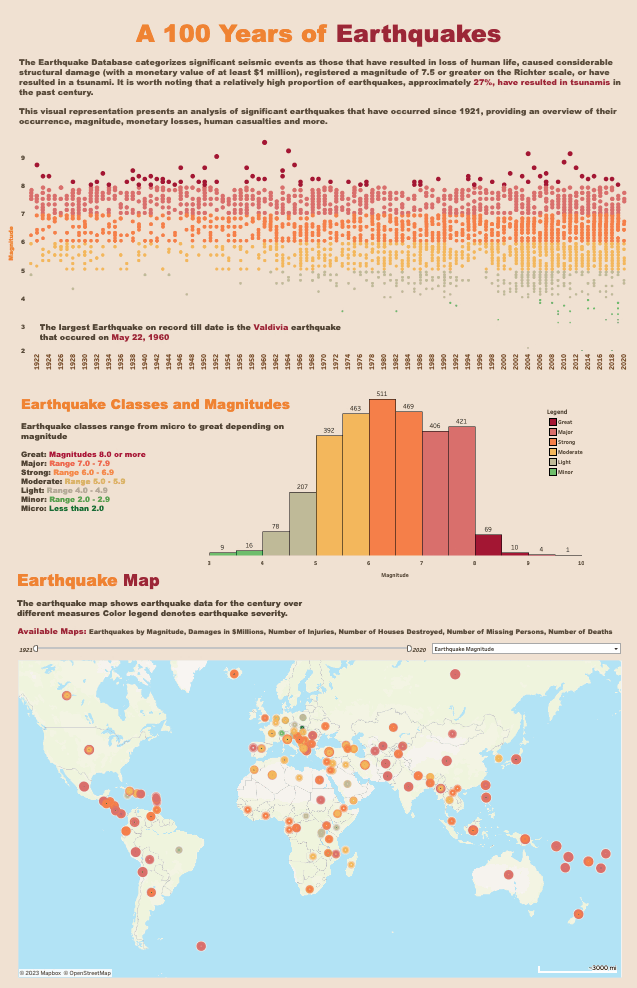 A 100 Years of Earthquakes
The Earthquake Database categorizes significant seismic events as those that have resulted in loss of human life, caused considerable
structural damage (with a monetary value of at least $1 million), registered a magnitude of 7.5 or greater on the Richter scale, or have
resulted in a tsunami. It is worth noting that a relatively high proportion of earthquakes, approximately 27%, have resulted in tsunamis in
the past century.
This visual representation presents an analysis of significant earthquakes that have occurred since 1921, providing an overview of their
occurrence, magnitude, monetary losses, human casualties and more.
9
8
7
6
5
4
3
2
Magnitude
The largest Earthquake on record till date is the Valdivia earthquake
that occured on May 22, 1960
1922 1924 1926 1928 1930 1932 1934 1936 1938 1940 1942 1944 1946 1948 1950 1952 1954 1956 1958 1960 1962 1964 1966 1968 1970 1972 1974 1976 1978 1980 1982 1984 1986 1988 1990 1992 1994 1996 1998 2000 2002 2004 2006 2008 2010 2012 2014 2016 2018 2020
Earthquake Classes and Magnitudes
Earthquake classes range from micro to great depending on
magnitude
Great: Magnitudes 8.0 or more
Major: Range 7.0 - 7.9
Strong: Range 6.0 - 6.9
Moderate: Range 5.0 - 5.9
Light: Range 4.0 - 4.9
Minor: Range 2.0 - 2.9
Micro: Less than 2.0
9 16 78 207 392 463 511 469 406 421 69 10 4 1
3 4 5 6 7 8 9 10
Magnitude
Legend
Great
Major
Strong
Moderate
Light
Minor
Earthquake Map
The earthquake map shows earthquake data for the century over
different measures Color legend denotes earthquake severity.
Available Maps: Earthquakes by Magnitude, Damages in $Millions, Number of Injuries, Number of Houses Destroyed, Number of Missing Persons, Number of Deaths
1921 2020 Earthquake Magnitude
© 2023 Mapbox © OpenStreetMap
~3000 mi